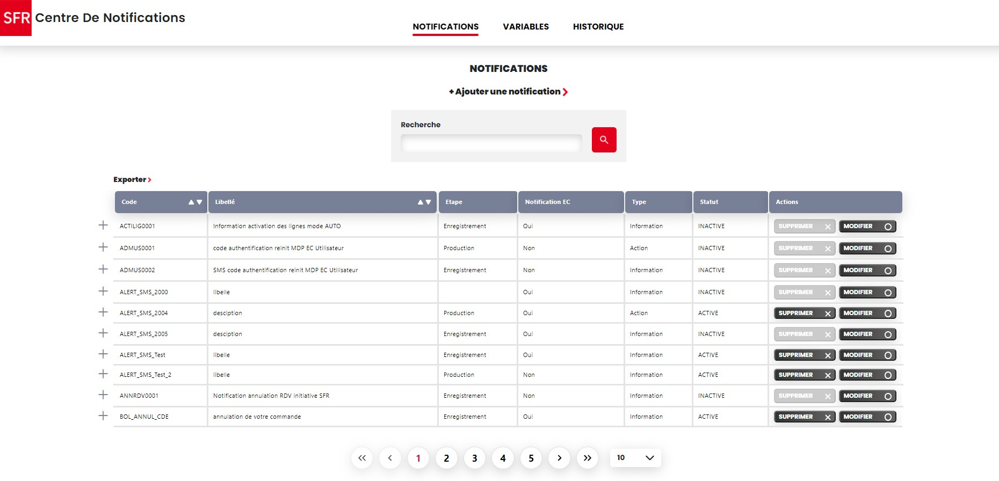 SFR Centre De Notifications
NOTIFICATIONS VARIABLES HISTORIQUE
NOTIFICATIONS
+ Ajouter une notification
Recherche
Exporter
Code Libellé Etape Notification EC Type Statut Actions
ACTILIG0001 Information activation des lignes mode AUTO Enregistrement Oui Information INACTIVE SUPPRIMER MODIFIER
ADMUS0001 code authentification reinit MDP EC Utilisateur Production Non Action INACTIVE SUPPRIMER MODIFIER
ADMUS0002 SMS code authentification reinit MDP EC Utilisateur Enregistrement Non Information INACTIVE SUPPRIMER MODIFIER
ALERT_SMS_2000 libelle Oui Information INACTIVE SUPPRIMER MODIFIER
ALERT_SMS_2004 desciption Production Oui Action ACTIVE SUPPRIMER MODIFIER
ALERT_SMS_2005 desciption Enregistrement Oui Information INACTIVE SUPPRIMER MODIFIER
ALERT_SMS_Test libelle Enregistrement Oui Information ACTIVE SUPPRIMER MODIFIER
ALERT_SMS_Test_2 libelle Production Non Information ACTIVE SUPPRIMER MODIFIER
ANNRDV0001 Notification annulation RDV initiative SFR Enregistrement Non Information INACTIVE SUPPRIMER MODIFIER
BOL_ANNUL_CDE annulation de votre commande Enregistrement Oui Information ACTIVE SUPPRIMER MODIFIER
1 2 3 4 5 10